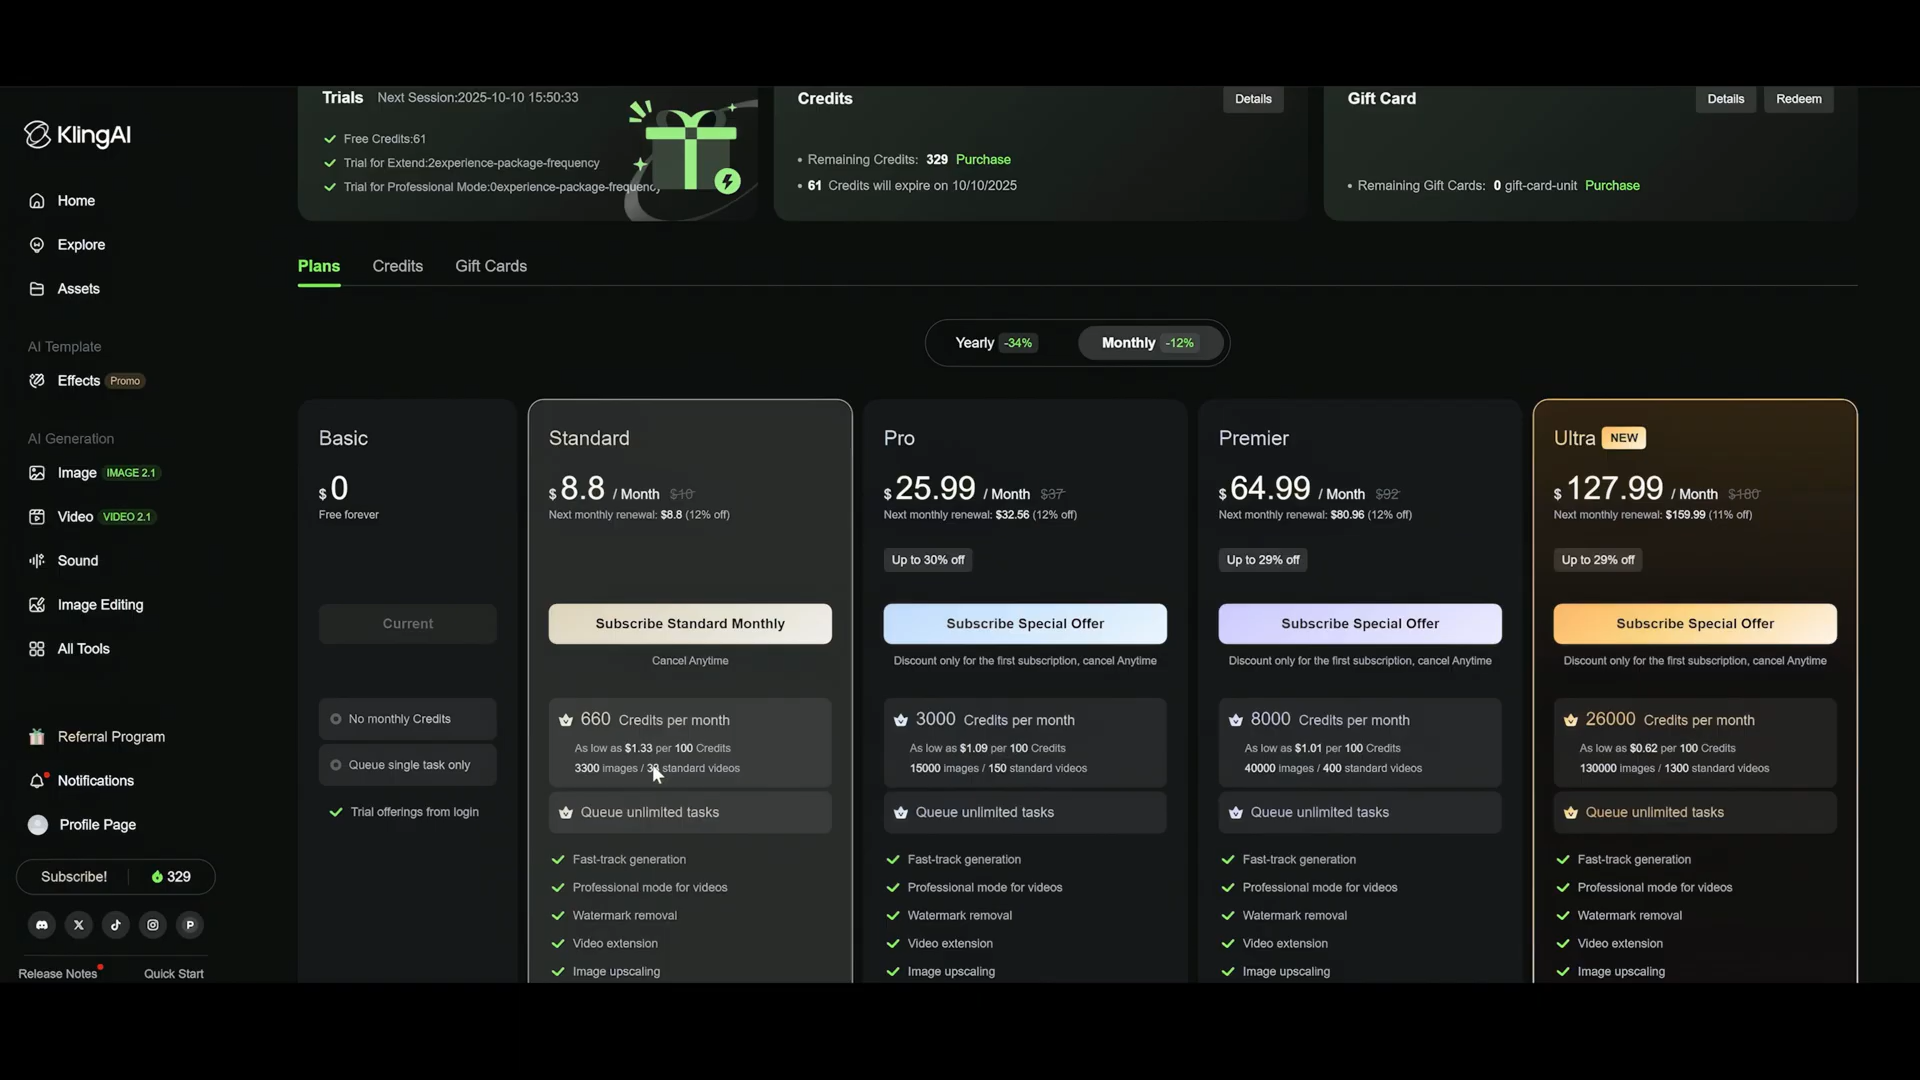 KlingAI
Home
Explore
Assets
AI Template
Effects Promo
AI Generation
Image IMAGE 2.1
Video VIDEO 2.1
Sound
Image Editing
All Tools
Referral Program
Notifications
Profile Page
Subscribe! 329
Release Notes Quick Start
Trials Next Session:2025-10-10 15:50:33
Free Credits:61
Trial for Extend:2experience-package-frequency
Trial for Professional Mode:0experience-package-frequency
Credits Details
• Remaining Credits: 329 Purchase
• 61 Credits will expire on 10/10/2025
Gift Card Details Redeem
• Remaining Gift Cards: 0 gift-card-unit Purchase
Plans Credits Gift Cards
Yearly -34% Monthly -12%
Basic
$ 0
Free forever
Current
No monthly Credits
Queue single task only
Trial offerings from login
Standard
$ 8.8 / Month $10
Next monthly renewal: $8.8 (12% off)
Subscribe Standard Monthly
Cancel Anytime
660 Credits per month
As low as $1.33 per 100 Credits
3300 images / standard videos
Queue unlimited tasks
Fast-track generation
Professional mode for videos
Watermark removal
Video extension
Image upscaling
Pro
$ 25.99 / Month $37
Next monthly renewal: $32.56 (12% off)
Up to 30% off
Subscribe Special Offer
Discount only for the first subscription, cancel Anytime
3000 Credits per month
As low as $1.09 per 100 Credits
15000 images / 150 standard videos
Queue unlimited tasks
Fast-track generation
Professional mode for videos
Watermark removal
Video extension
Image upscaling
Premier
$ 64.99 / Month $92
Next monthly renewal: $80.96 (12% off)
Up to 29% off
Subscribe Special Offer
Discount only for the first subscription, cancel Anytime
8000 Credits per month
As low as $1.01 per 100 Credits
40000 images / 400 standard videos
Queue unlimited tasks
Fast-track generation
Professional mode for videos
Watermark removal
Video extension
Image upscaling
Ultra NEW
$ 127.99 / Month $180
Next monthly renewal: $159.99 (11% off)
Up to 29% off
Subscribe Special Offer
Discount only for the first subscription, cancel Anytime
26000 Credits per month
As low as $0.62 per 100 Credits
130000 images / 1300 standard videos
Queue unlimited tasks
Fast-track generation
Professional mode for videos
Watermark removal
Video extension
Image upscaling